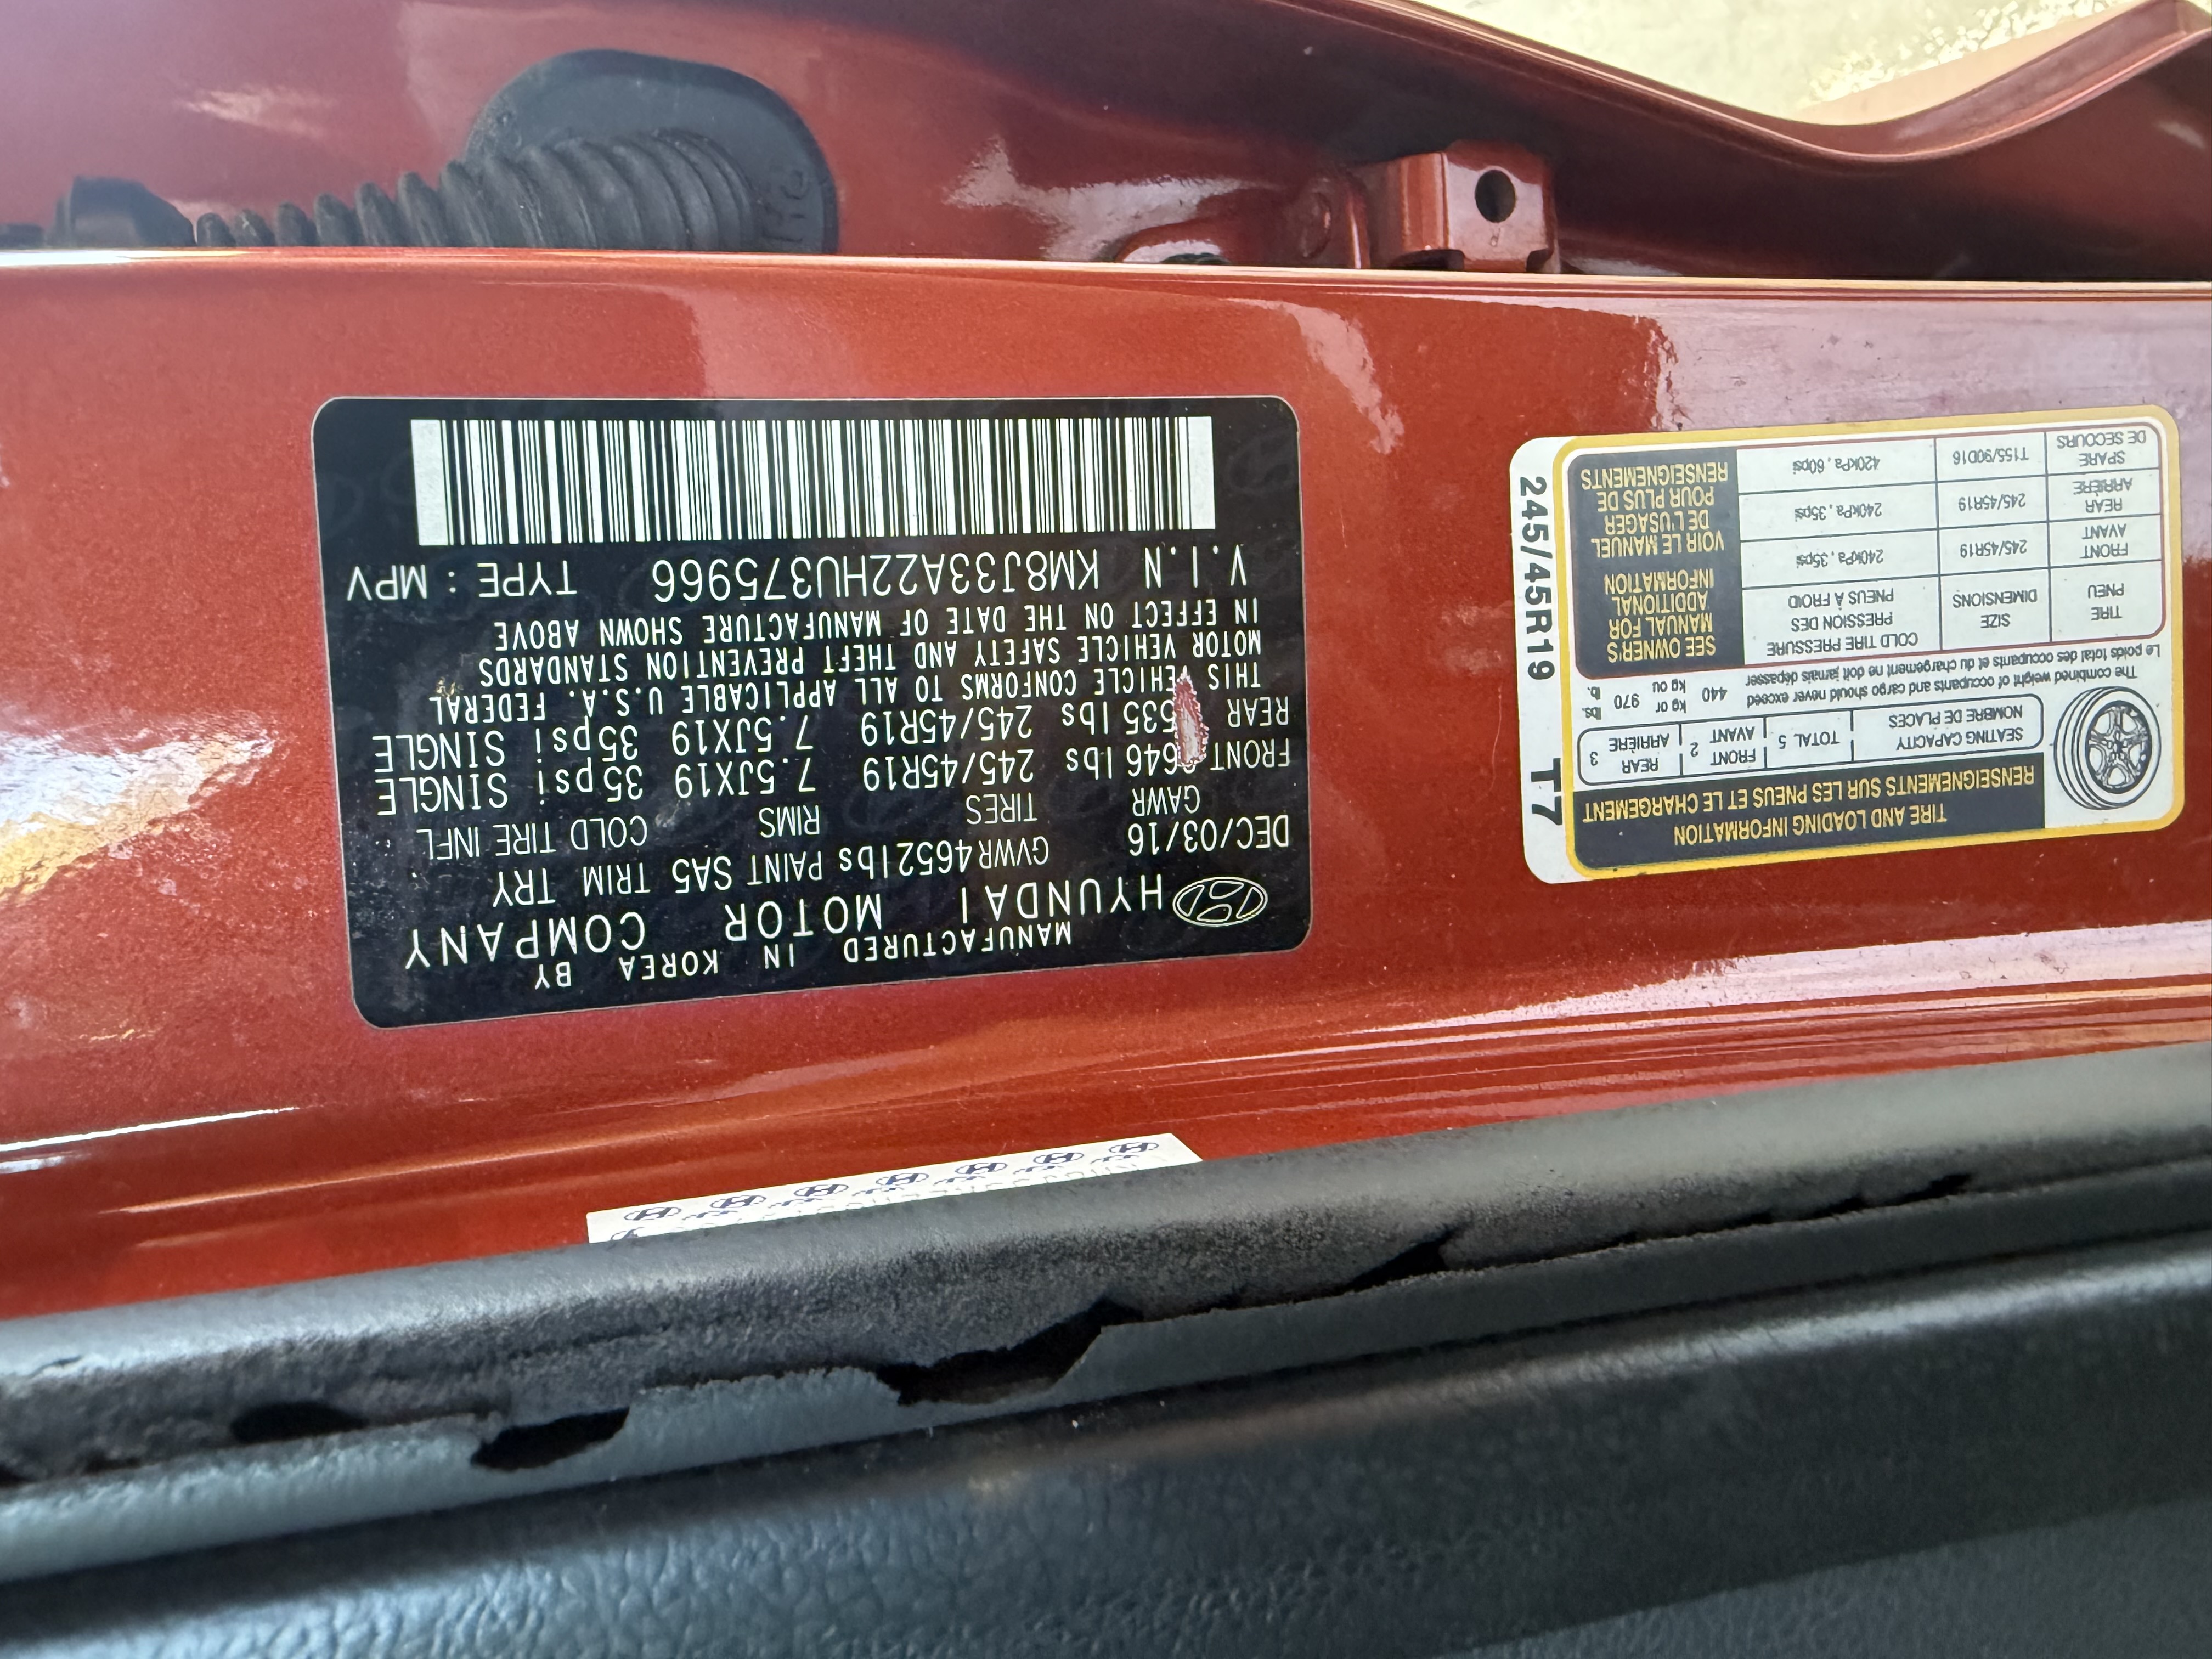 MANUFACTURED IN KOREA BY
HYUNDAI MOTOR COMPANY
DEC/03/16 GVWR 4652lbs PAINT SA5 TRIM TRY
GAWR TIRES RIMS COLD TIRE INFL.
FRONT 245/45R19 7.5JX19 35psi SINGLE
REAR 245/45R19 7.5JX19 35psi SINGLE
THIS VEHICLE CONFORMS TO ALL APPLICABLE U.S.A. FEDERAL
MOTOR VEHICLE SAFETY AND THEFT PREVENTION STANDARDS
IN EFFECT ON THE DATE OF MANUFACTURE SHOWN ABOVE
V.I.N KM8J33A22HU375966 TYPE : MPV
TIRE AND LOADING INFORMATION
RENSEIGNEMENTS SUR LES PNEUS ET LE CHARGEMENT
SEATING CAPACITY
NOMBRE DE PLACES
TOTAL 5
FRONT
AVANT
2
REAR
ARRIÈRE
3
The combined weight of occupants and cargo should never exceed 440 kg or 970 lbs.
Le poids total des occupants et du chargement ne doit jamais dépasser 440 kg ou 970 lb.
TIRE
PNEU
SIZE
DIMENSIONS
COLD TIRE PRESSURE
PRESSION DES
PNEUS À FROID
FRONT
AVANT
245/45R19
240kPa, 35psi
REAR
ARRIÈRE
245/45R19
240kPa, 35psi
SPARE
DE SECOURS
T155/90D16
420kPa, 60psi
SEE OWNER'S
MANUAL FOR
ADDITIONAL
INFORMATION
VOIR LE MANUEL
DE L'USAGER
POUR PLUS DE
RENSEIGNEMENTS
245/45R19 T7